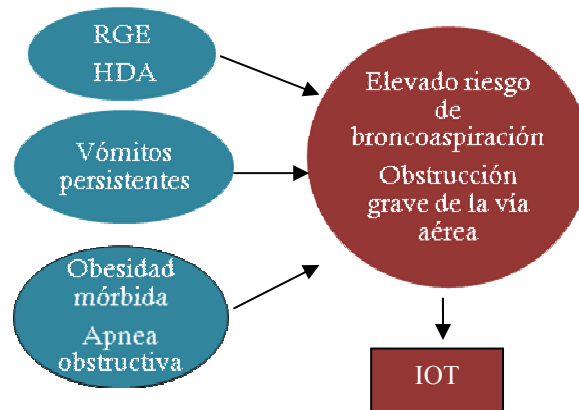 RGE
HDA
Vómitos
persistentes
Obesidad
mórbida
Apnea
obstructiva
Elevado riesgo
de
broncoaspiración
Obstrucción
grave de la vía
aérea
IOT